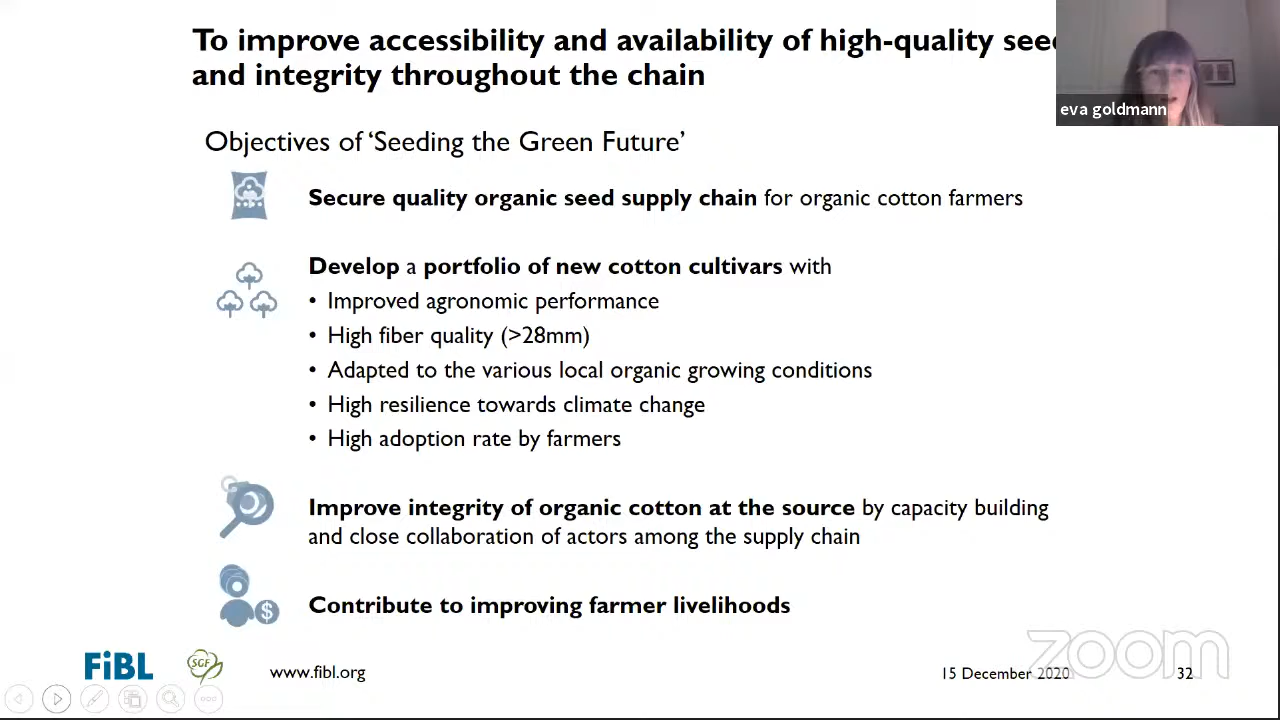 To improve accessibility and availability of high-quality
and integrity throughout the chain
eva goldmann
Objectives of ‘Seeding the Green Future’
Secure quality organic seed supply chain for organic cotton farmers
Develop a portfolio of new cotton cultivars with
• Improved agronomic performance
• High fiber quality (>28mm)
• Adapted to the various local organic growing conditions
• High resilience towards climate change
• High adoption rate by farmers
Improve integrity of organic cotton at the source by capacity building
and close collaboration of actors among the supply chain
$
Contribute to improving farmer livelihoods
FiBL
SGF
www.fibl.org
15 December 2020
32
zoom